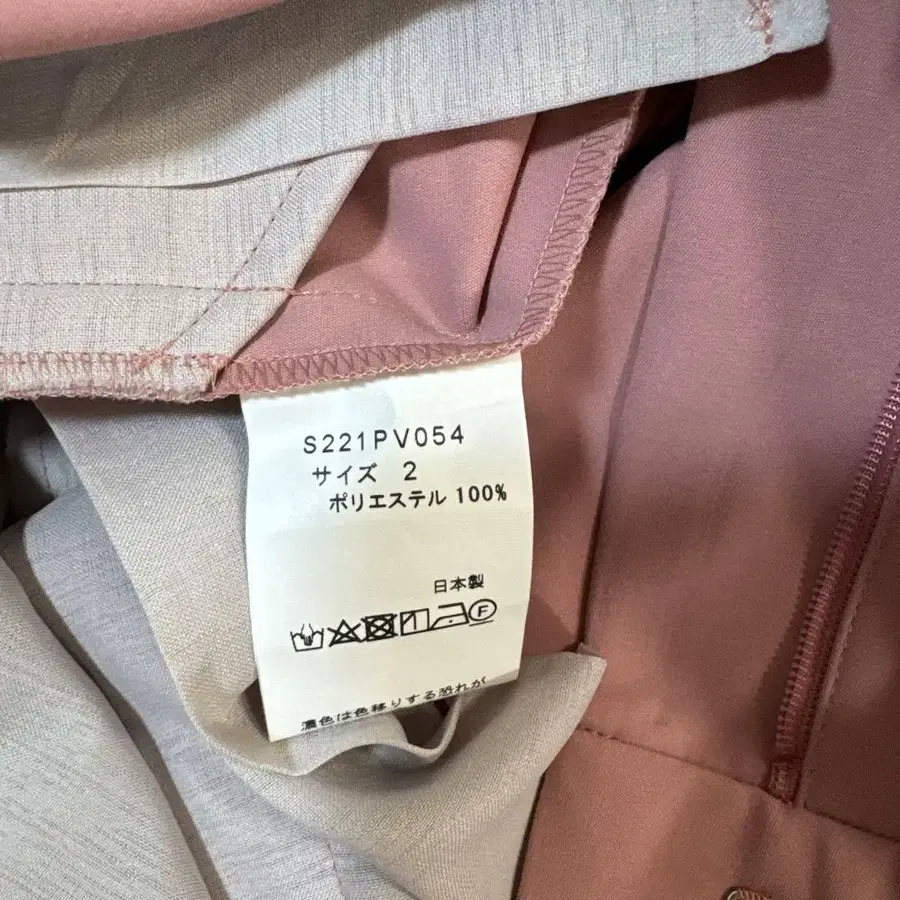 S221PV054
サイズ 2
ポリエステル 100%
日本製
F
濃色は色移りする恐れが